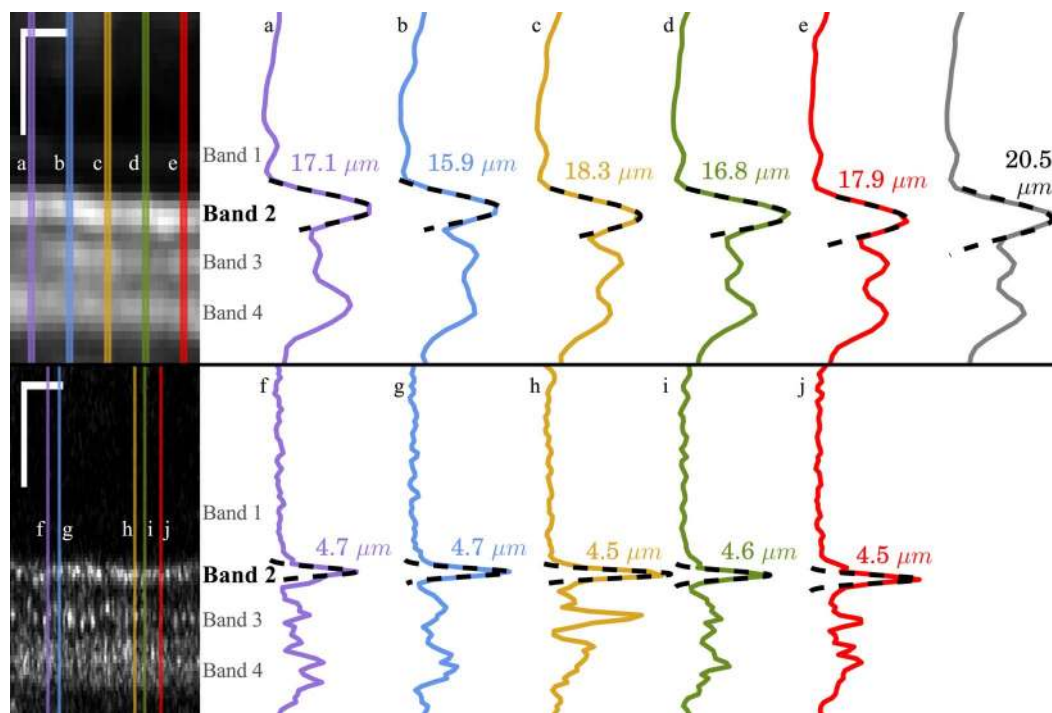 a b c d e
a b c d e
Band 1
17.1 μm 15.9 μm 18.3 μm 16.8 μm 17.9 μm 20.5
μm
Band 2
Band 3
Band 4
f g h i j
f g h i j
Band 1
4.7 μm 4.7 μm 4.5 μm 4.6 μm 4.5 μm
Band 2
Band 3
Band 4